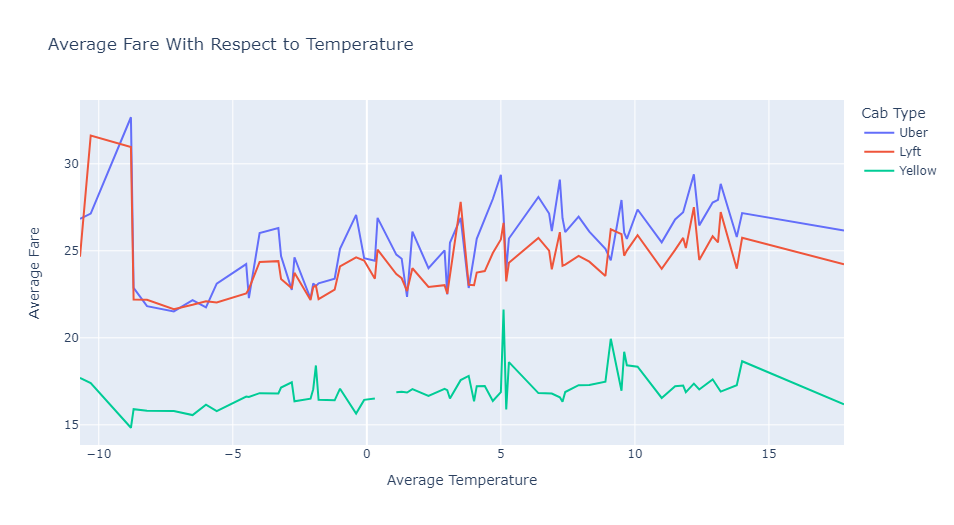 Average Fare With Respect to Temperature
Cab Type
Uber
Lyft
Yellow
30
25
20
15
Average Fare
−10
−5
0
5
10
15
Average Temperature